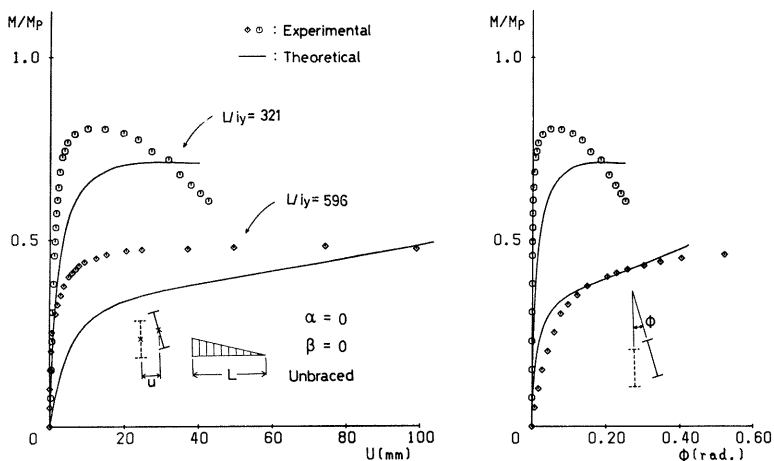 M/Mp
: Experimental
: Theoretical
1.0
L/iy= 321
L/iy= 596
0.5
α = 0
β = 0
Unbraced
u
L
0
20
40
60
80
100
U(mm)
M/Mp
1.0
0.5
Φ
0
0.20
0.40
0.60
Φ(rad.)